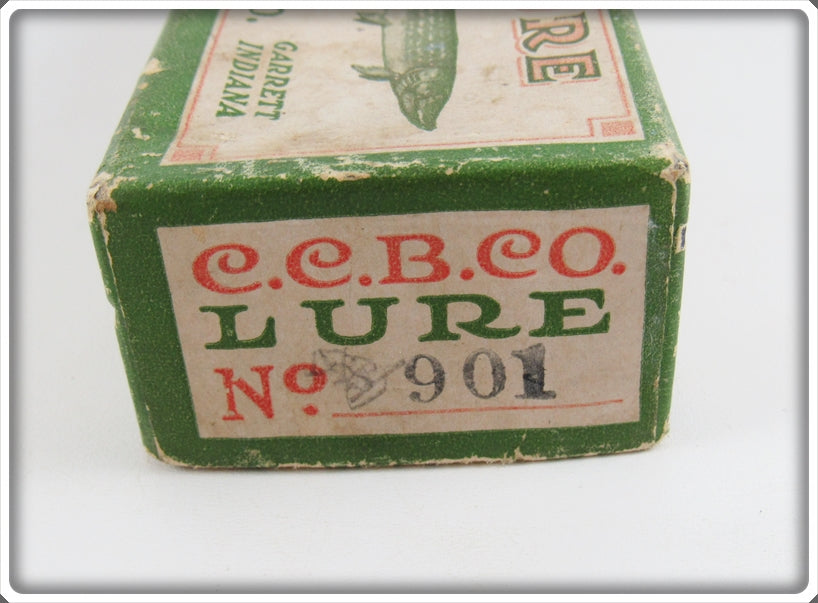 RE
GARRETT
INDIANA
C.C.B.CO.
LURE
No. 901